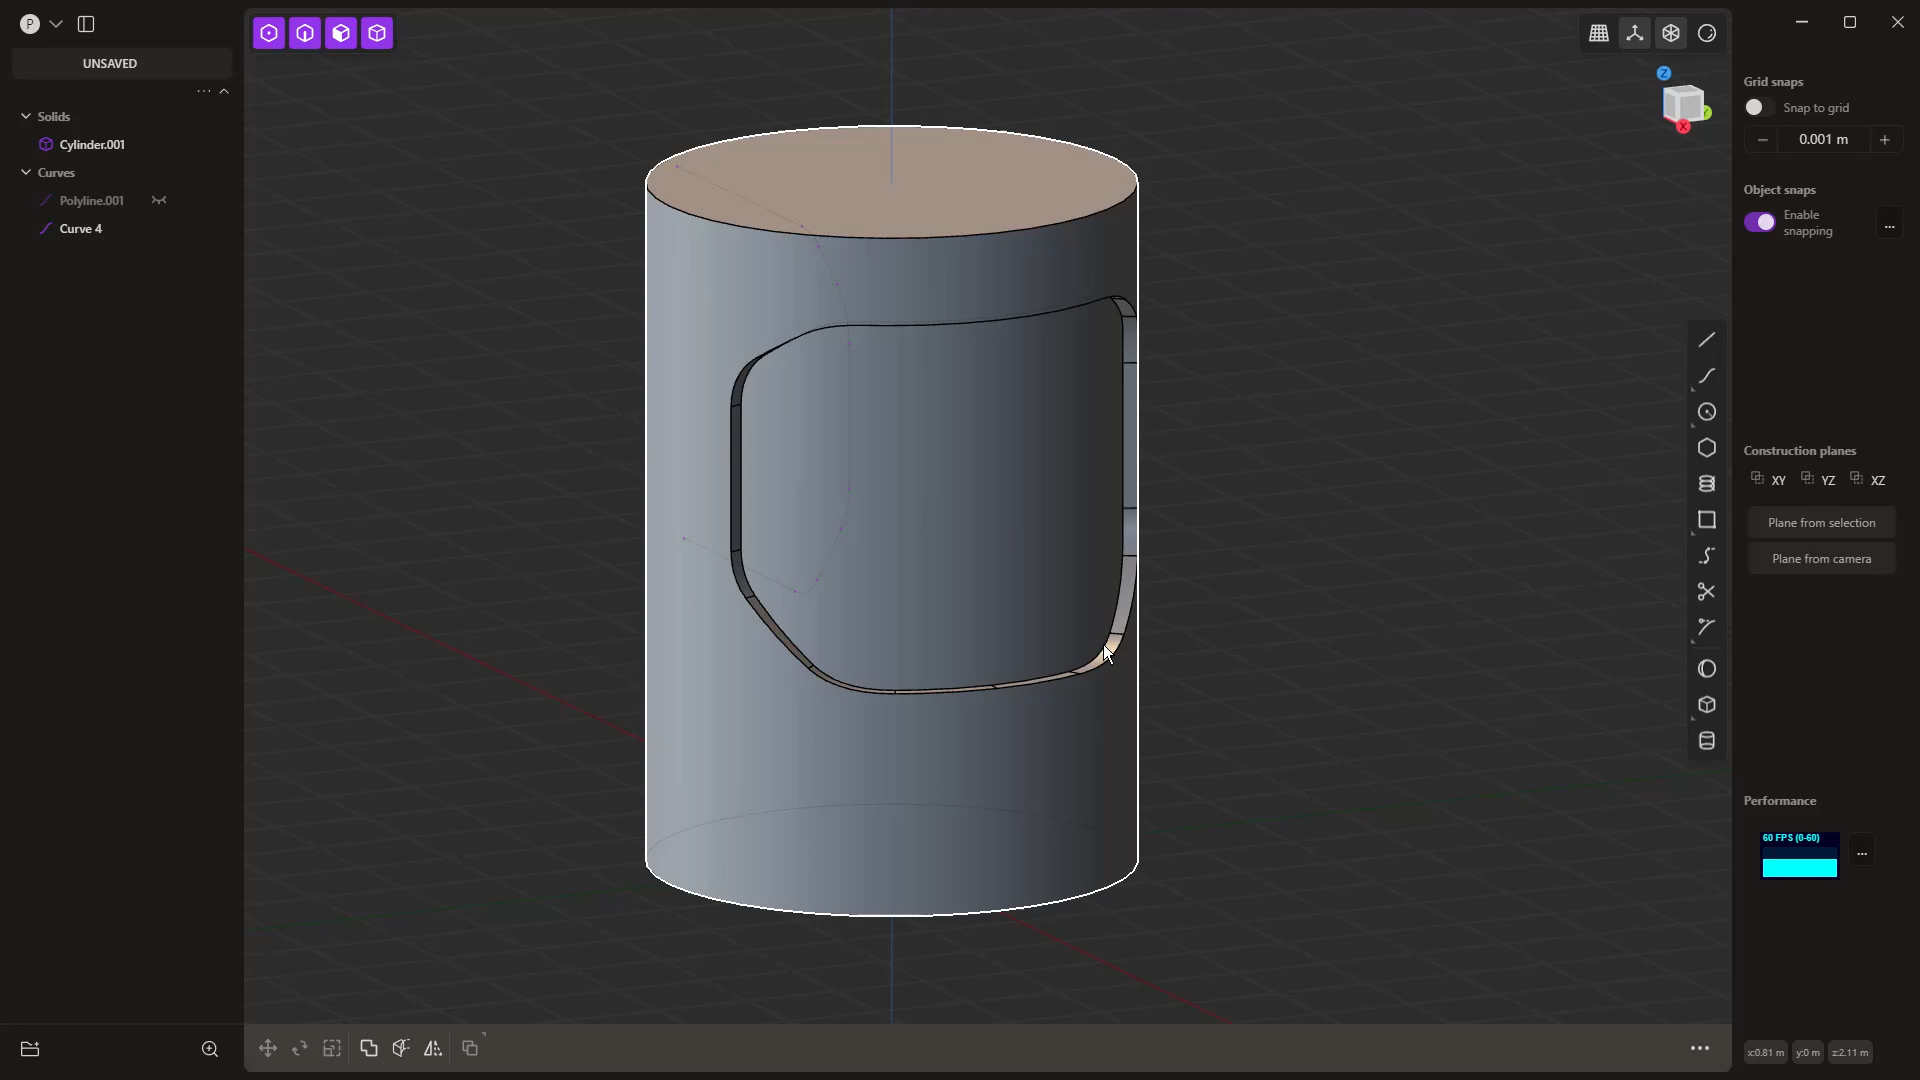 P
UNSAVED
...
Solids
Cylinder.001
Curves
Polyline.001
Curve 4
Z
Y
X
Grid snaps
Snap to grid
0.001 m
Object snaps
Enable
snapping
...
Construction planes
XY
YZ
XZ
Plane from selection
Plane from camera
Performance
60 FPS (0-60)
...
x:0.81 m
y:0 m
z:2.11 m